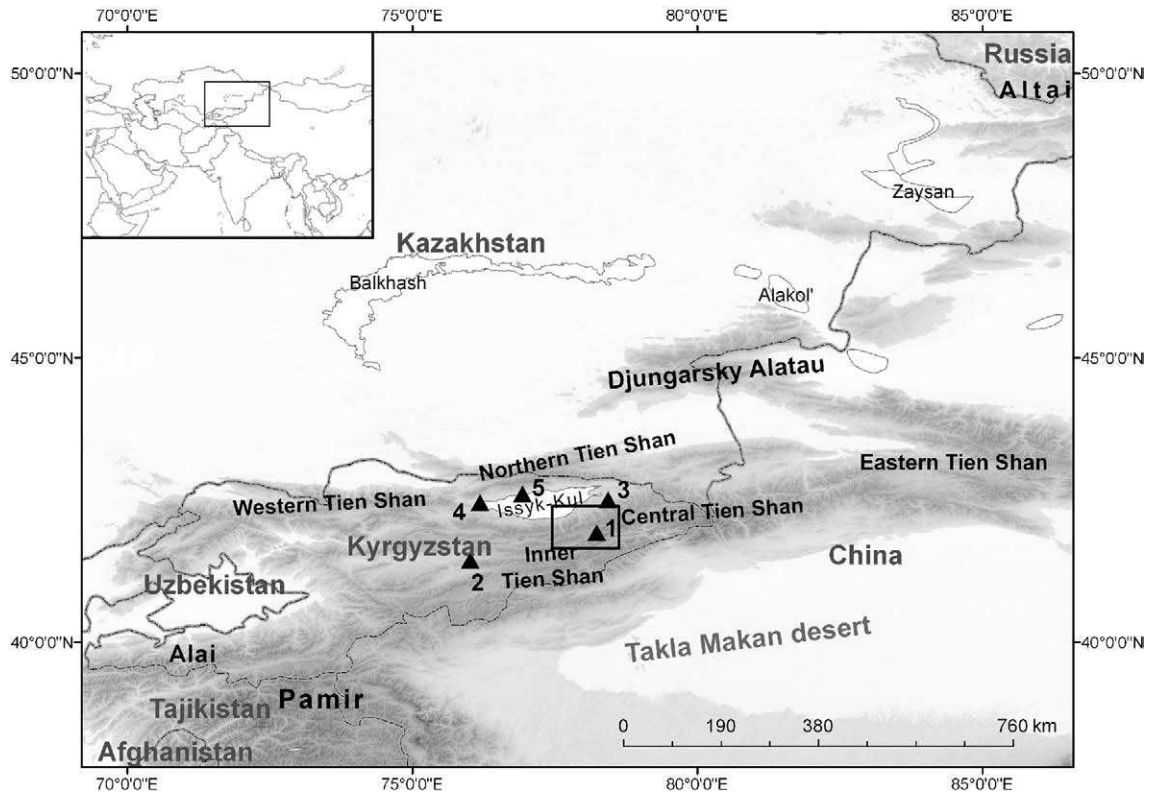 70°0'0"E 75°0'0"E 80°0'0"E 85°0'0"E
50°0'0"N 50°0'0"N
Russia
Altai
Zaysan
Kazakhstan
Balkhash
Alakol'
45°0'0"N 45°0'0"N
Djungarsky Alatau
Northern Tien Shan
Eastern Tien Shan
Western Tien Shan
5
3
4
Issyk-Kul
Central Tien Shan
1
Kyrgyzstan
Inner
Tien Shan
China
2
Uzbekistan
40°0'0"N 40°0'0"N
Takla Makan desert
Alai
Pamir
Tajikistan
0 190 380 760 km
Afghanistan
70°0'0"E 75°0'0"E 80°0'0"E 85°0'0"E